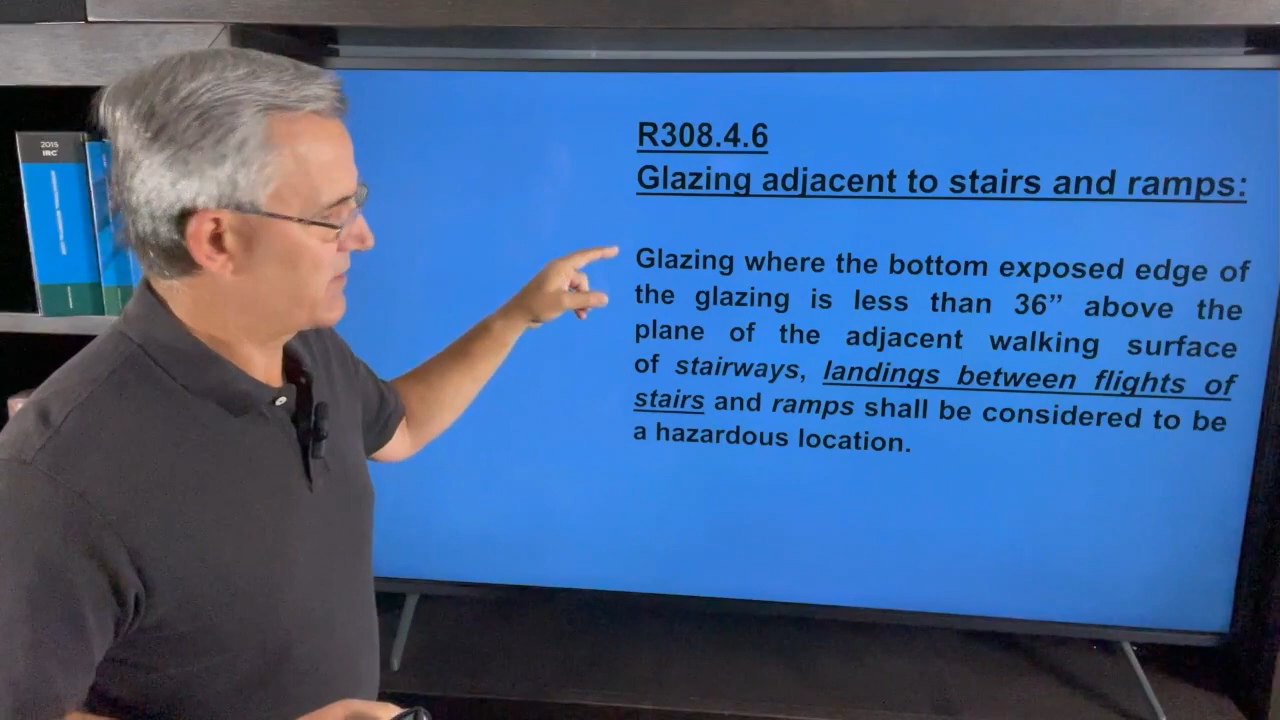 2015
IRC
R308.4.6
Glazing adjacent to stairs and ramps:
Glazing where the bottom exposed edge of
the glazing is less than 36” above the
plane of the adjacent walking surface
of stairways, landings between flights of
stairs and ramps shall be considered to be
a hazardous location.